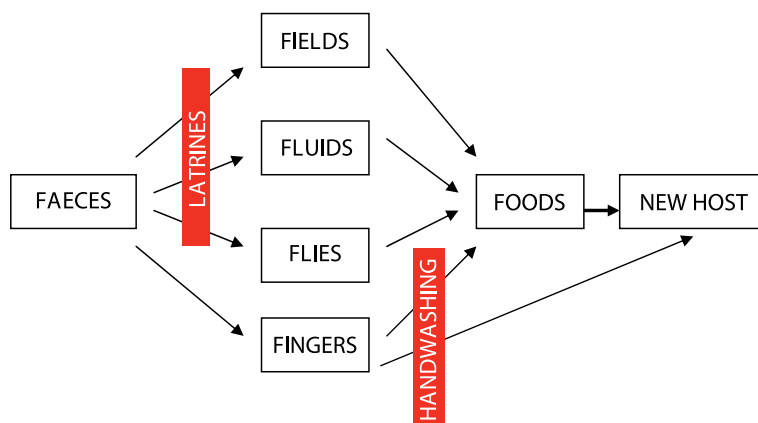 FIELDS
LATRINES
FLUIDS
FAECES
FOODS
NEW HOST
FLIES
HANDWASHING
FINGERS